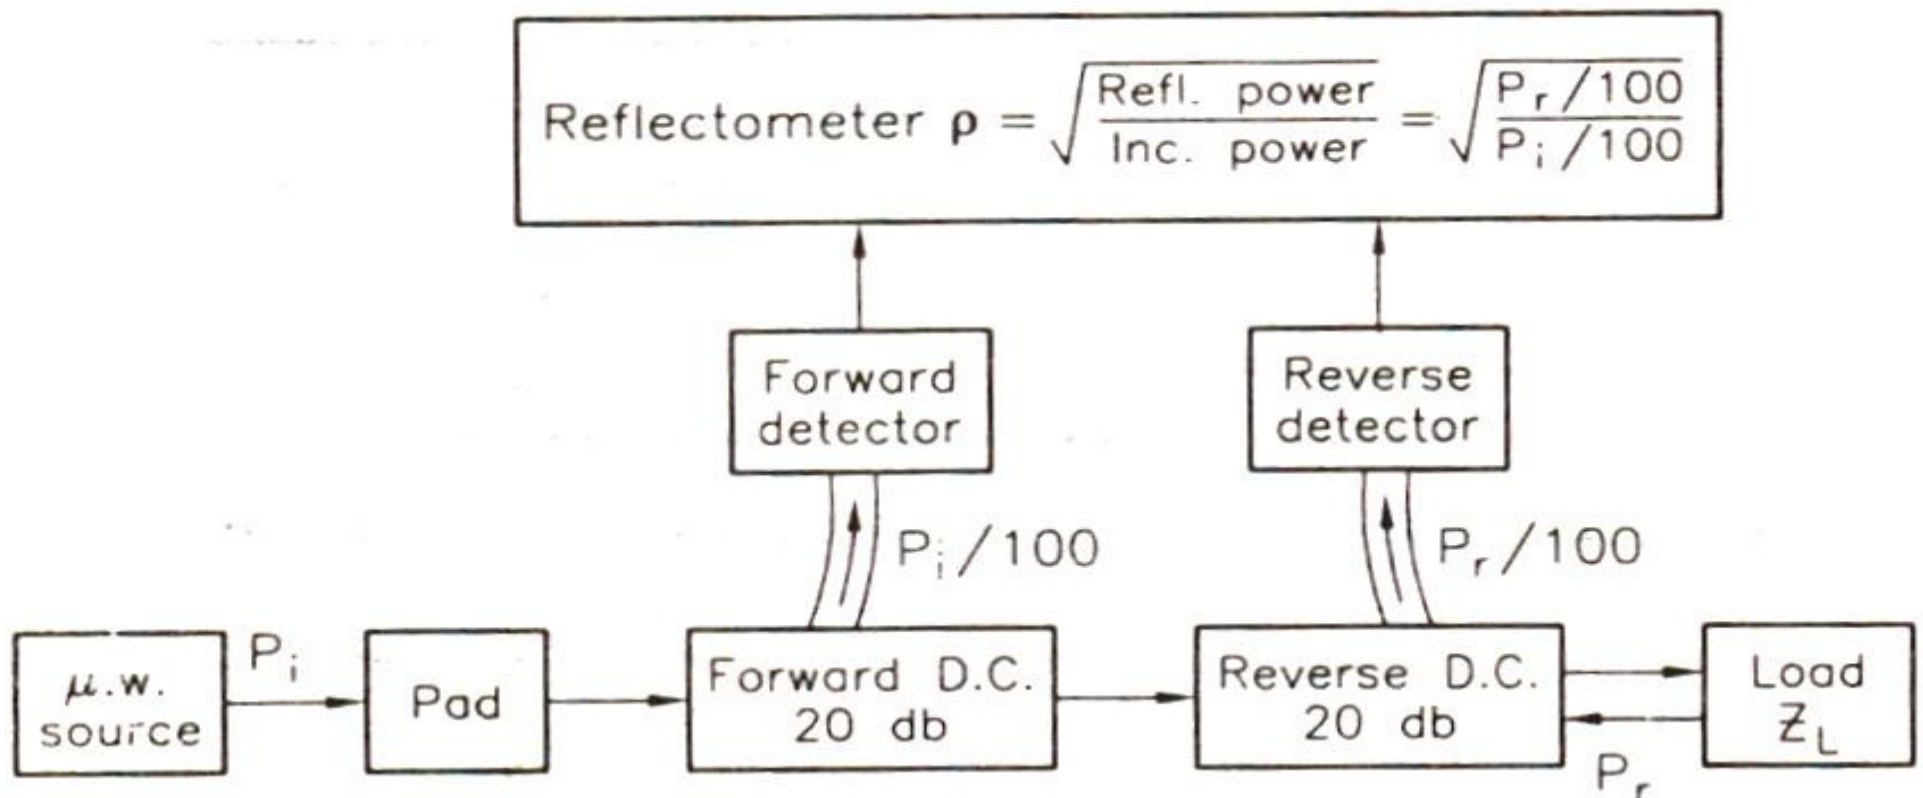 Reflectometer ρ = √(Refl. power / Inc. power) = √(P_r/100 / P_i/100)
Forward
detector
Reverse
detector
P_i/100
P_r/100
μ.w.
source
P_i
Pad
Forward D.C.
20 db
Reverse D.C.
20 db
Load
Z_L
P_r